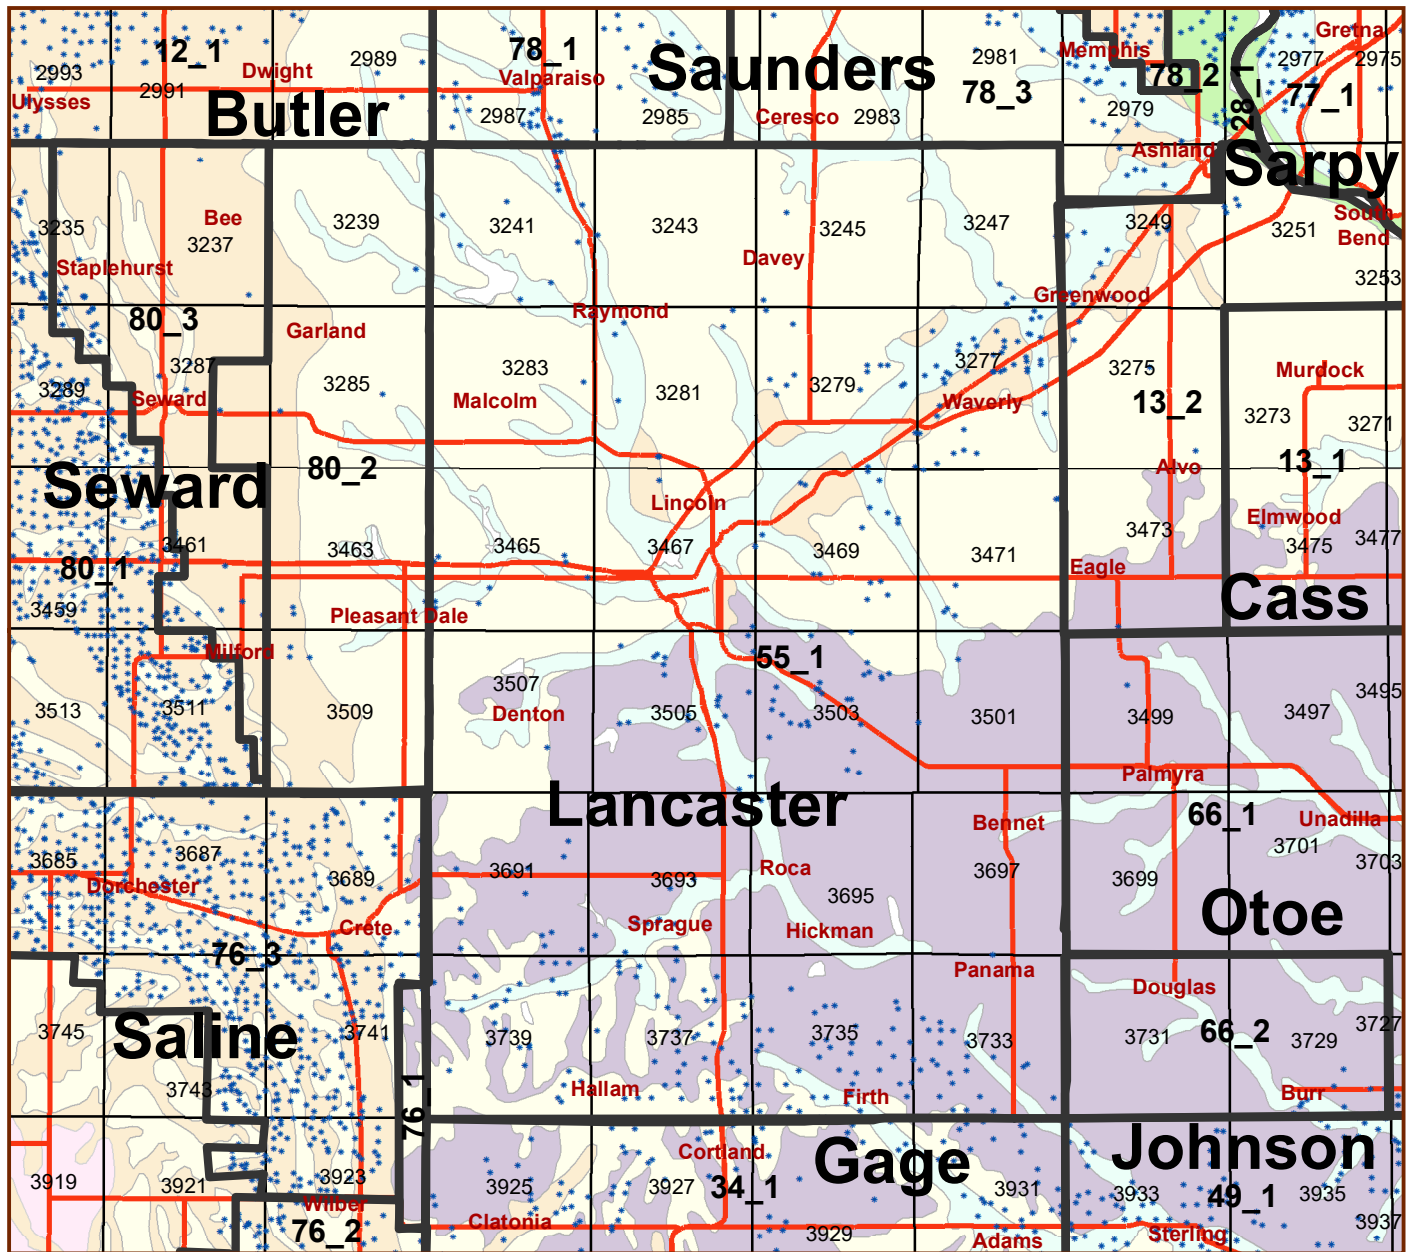 12_1
78_1
Saunders
Gretna
2993
Dwight
2989
Valparaiso
2981
Memphis
2977
2975
Ulysses
2991
Butler
2987
2985
Ceresco
2983
78_3
78_2
2979
28_1
77_1
Ashland
Sarpy
3235
Bee
3237
3239
3241
3243
3245
3247
3249
3251
South
Bend
Staplehurst
Davey
3253
80_3
Garland
Raymond
Greenwood
3287
3289
Seward
3285
3283
Malcolm
3281
3279
3277
Waverly
3275
13_2
Murdock
3273
3271
Seward
80_2
Lincoln
Alvo
13_1
3461
3463
3465
3467
3469
3471
3473
Elmwood
3475
3477
80_1
3459
Pleasant Dale
Eagle
Cass
Milford
55_1
3513
3511
3509
3507
Denton
3505
3503
3501
3499
3497
3495
Lancaster
Palmyra
66_1
Unadilla
Bennet
3685
3687
3689
Dorchester
3691
3693
Roca
3695
3697
3699
3701
3703
Crete
Sprague
Hickman
Otoe
76_3
Panama
Douglas
3745
Saline
3741
3739
3737
3735
3733
3731
66_2
3729
3727
3743
76_1
Hallam
Firth
Burr
3919
3921
3923
Cortland
Gage
Johnson
3925
3927
34_1
3931
3933
49_1
3935
Wilber
76_2
Clatonia
3929
Adams
Sterling
3937